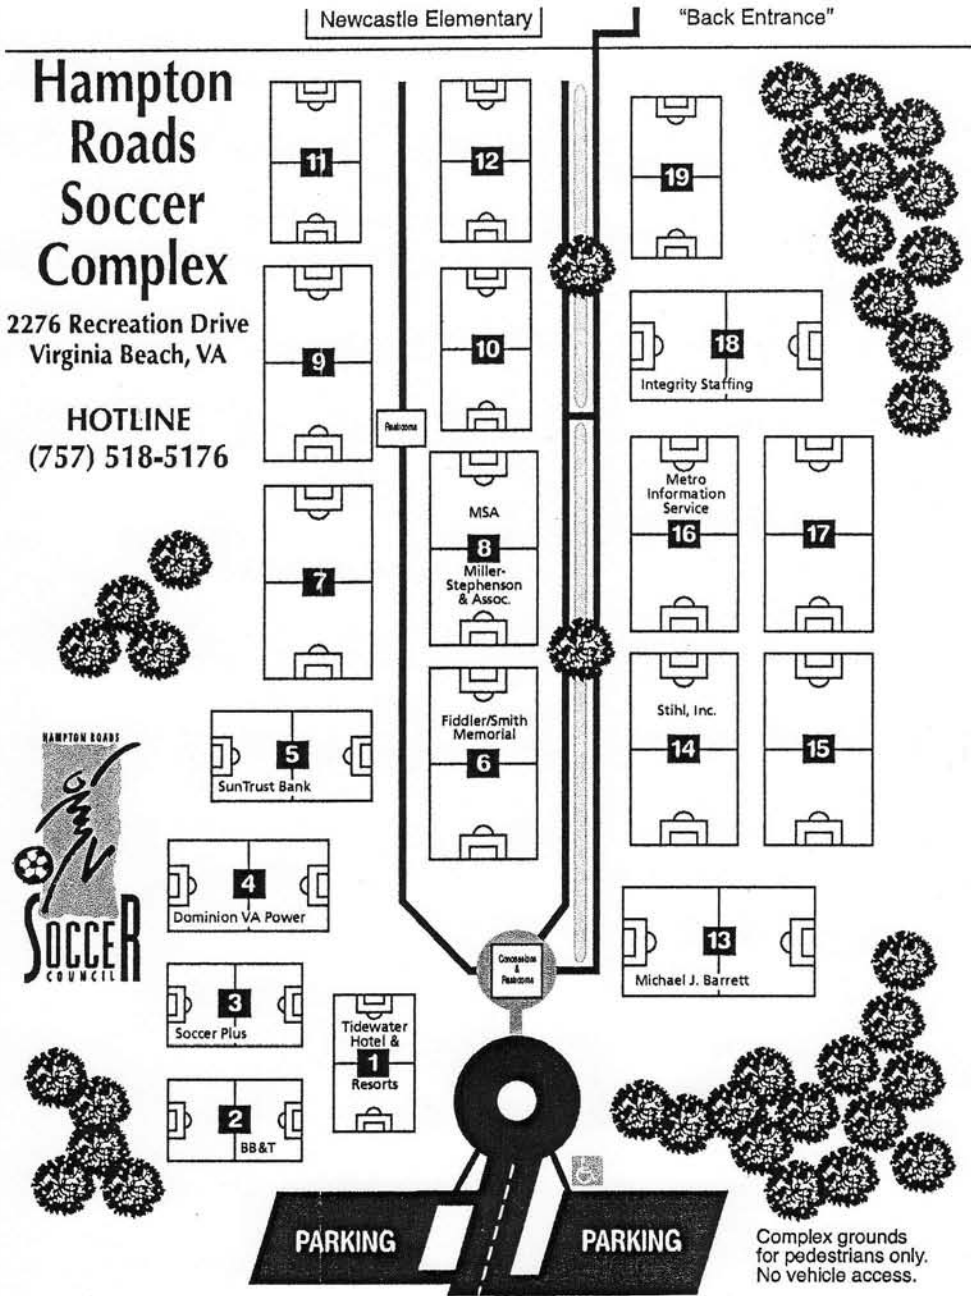 Newcastle Elementary
"Back Entrance"
Hampton
Roads
Soccer
Complex
2276 Recreation Drive
Virginia Beach, VA
HOTLINE
(757) 518-5176
11
12
19
9
10
18
Integrity Staffing
Restrooms
MSA
8
Miller-
Stephenson
& Assoc.
Metro
Information
Service
16
17
7
Fiddler/Smith
Memorial
6
Stihl, Inc.
14
15
5
SunTrust Bank
HAMPTON ROADS
SOCCER
COUNCIL
4
Dominion VA Power
13
Michael J. Barrett
Concessions
&
Restrooms
3
Soccer Plus
Tidewater
Hotel &
1
Resorts
2
BB&T
PARKING
PARKING
Complex grounds
for pedestrians only.
No vehicle access.